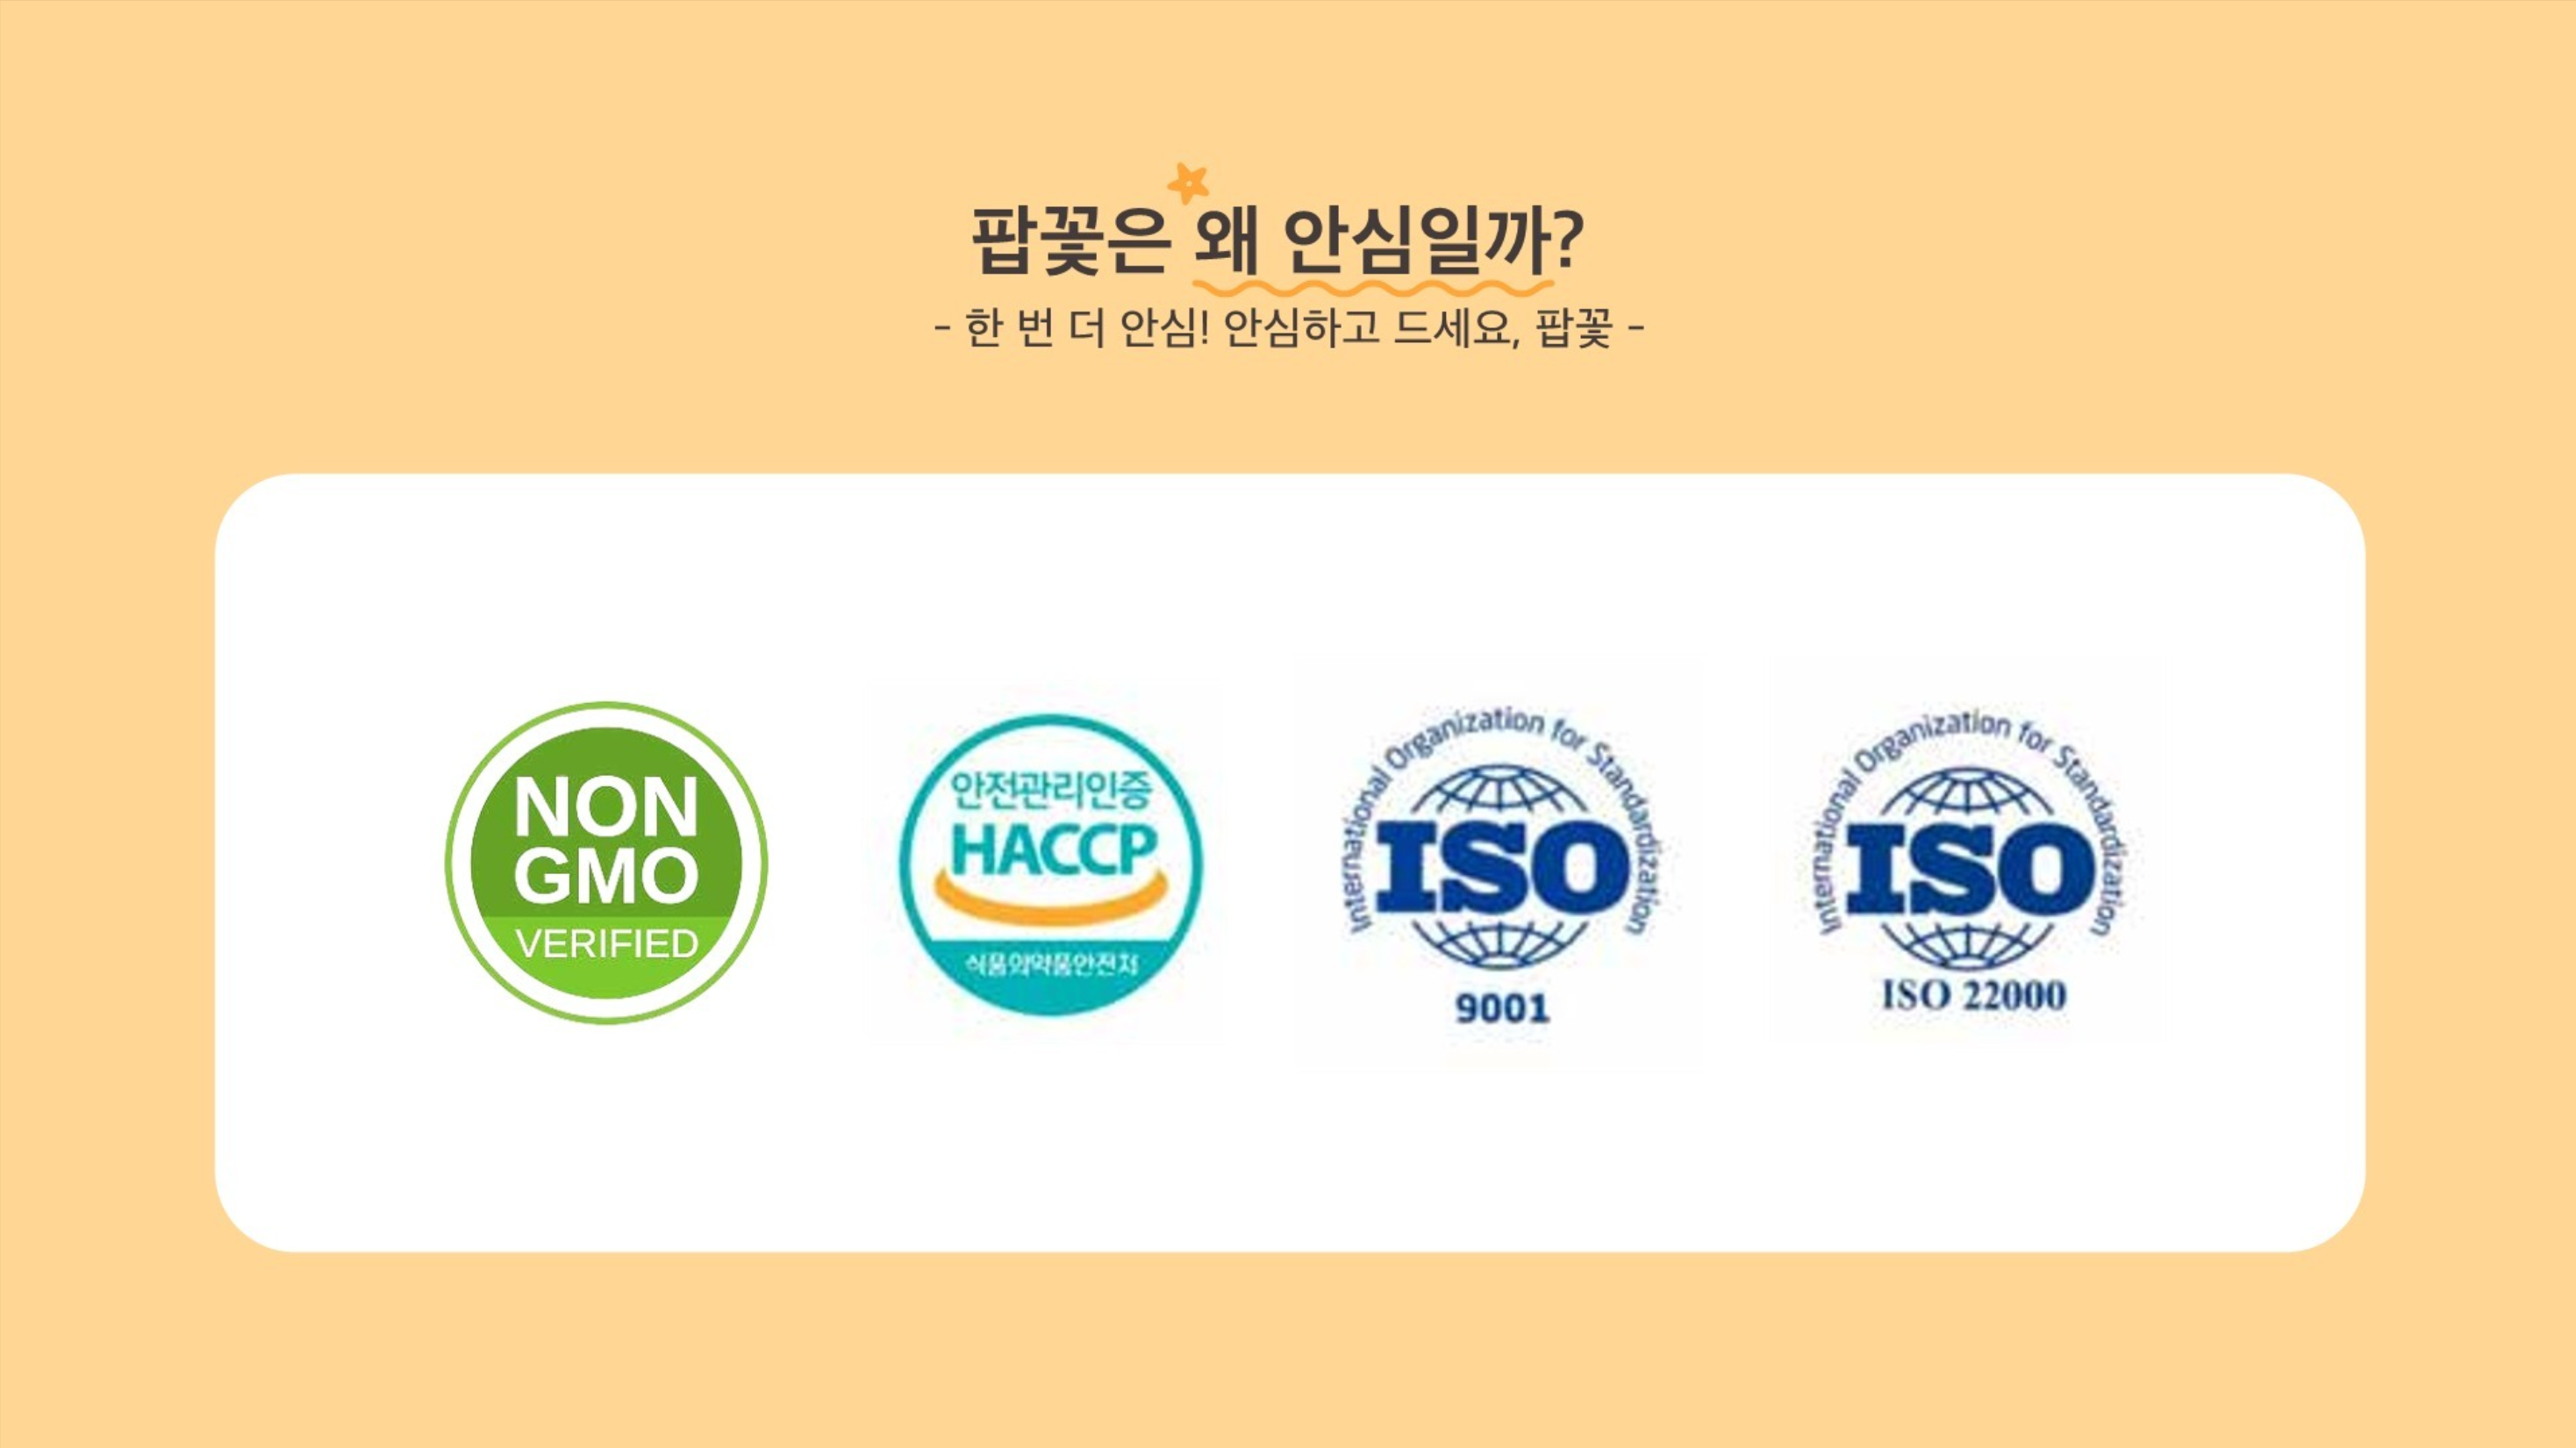 팝꽃은 왜 안심일까?
- 한 번 더 안심! 안심하고 드세요, 팝꽃 -
NON
GMO
VERIFIED
안전관리인증
HACCP
식품의약품안전처
International Organization for Standardization
ISO
9001
International Organization for Standardization
ISO
ISO 22000